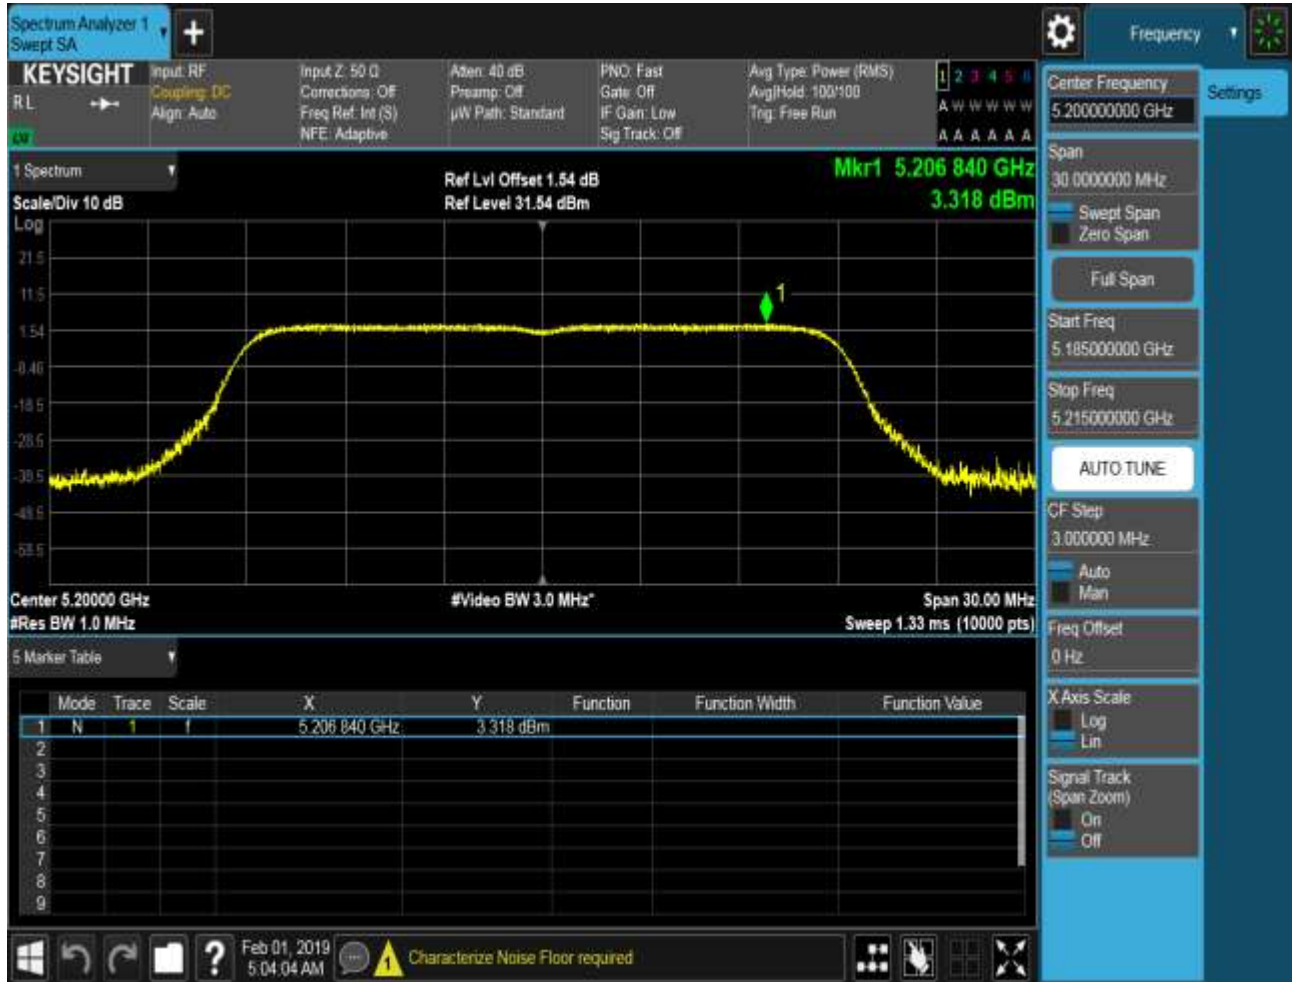 Spectrum Analyzer 1
Swept SA
+
Frequency
KEYSIGHT
R L
Input: RF
Coupling: DC
Align: Auto
Input Z: 50 Ω
Corrections: Off
Freq Ref: Int (S)
NFE: Adaptive
Atten: 40 dB
Preamp: Off
µW Path: Standard
PNO: Fast
Gate: Off
IF Gain: Low
Sig Track: Off
Avg Type: Power (RMS)
Avg|Hold: 100/100
Trig: Free Run
1 2 3 4 5 6
A W W W W W
A A A A A A
1 Spectrum
Scale/Div 10 dB
Ref Lvl Offset 1.54 dB
Ref Level 31.54 dBm
Mkr1 5.206 840 GHz
3.318 dBm
Log
21.5
11.5
1.54
-8.46
-18.5
-28.5
-38.5
-48.5
-58.5
1
Center 5.20000 GHz
#Res BW 1.0 MHz
#Video BW 3.0 MHz*
Span 30.00 MHz
Sweep 1.33 ms (10000 pts)
5 Marker Table
Mode Trace Scale X Y Function Function Width Function Value
1 N 1 f 5.206 840 GHz 3.318 dBm
2
3
4
5
6
7
8
9
Feb 01, 2019
5:04:04 AM
?
1
Characterize Noise Floor required
Settings
Center Frequency
5.200000000 GHz
Span
30.0000000 MHz
Swept Span
Zero Span
Full Span
Start Freq
5.185000000 GHz
Stop Freq
5.215000000 GHz
AUTO TUNE
CF Step
3.000000 MHz
Auto
Man
Freq Offset
0 Hz
X Axis Scale
Log
Lin
Signal Track
(Span Zoom)
On
Off